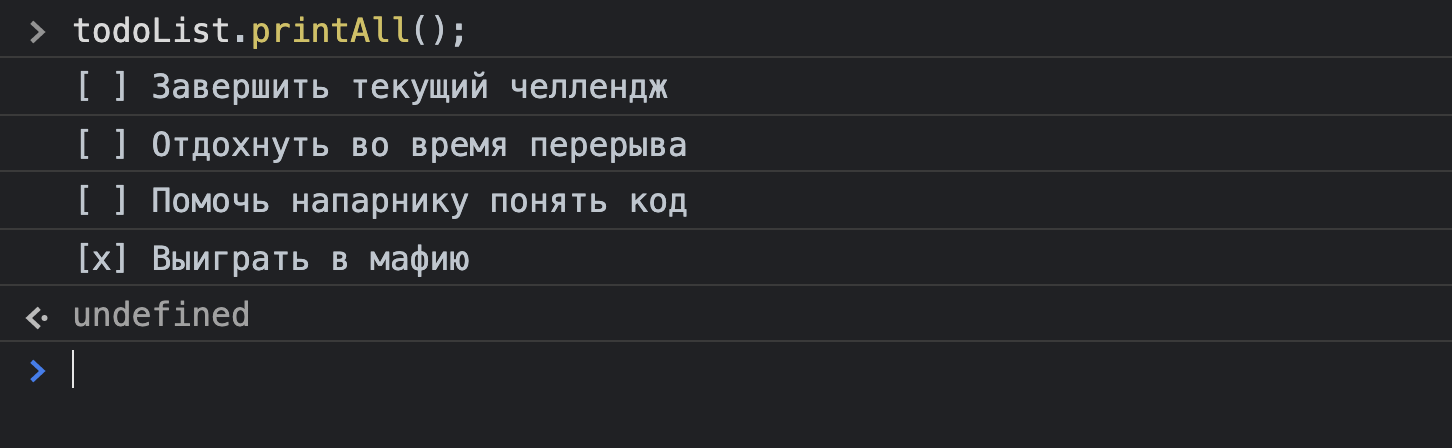 > todoList.printAll();
[ ] Завершить текущий челлендж
[ ] Отдохнуть во время перерыва
[ ] Помочь напарнику понять код
[x] Выиграть в мафию
undefined
>